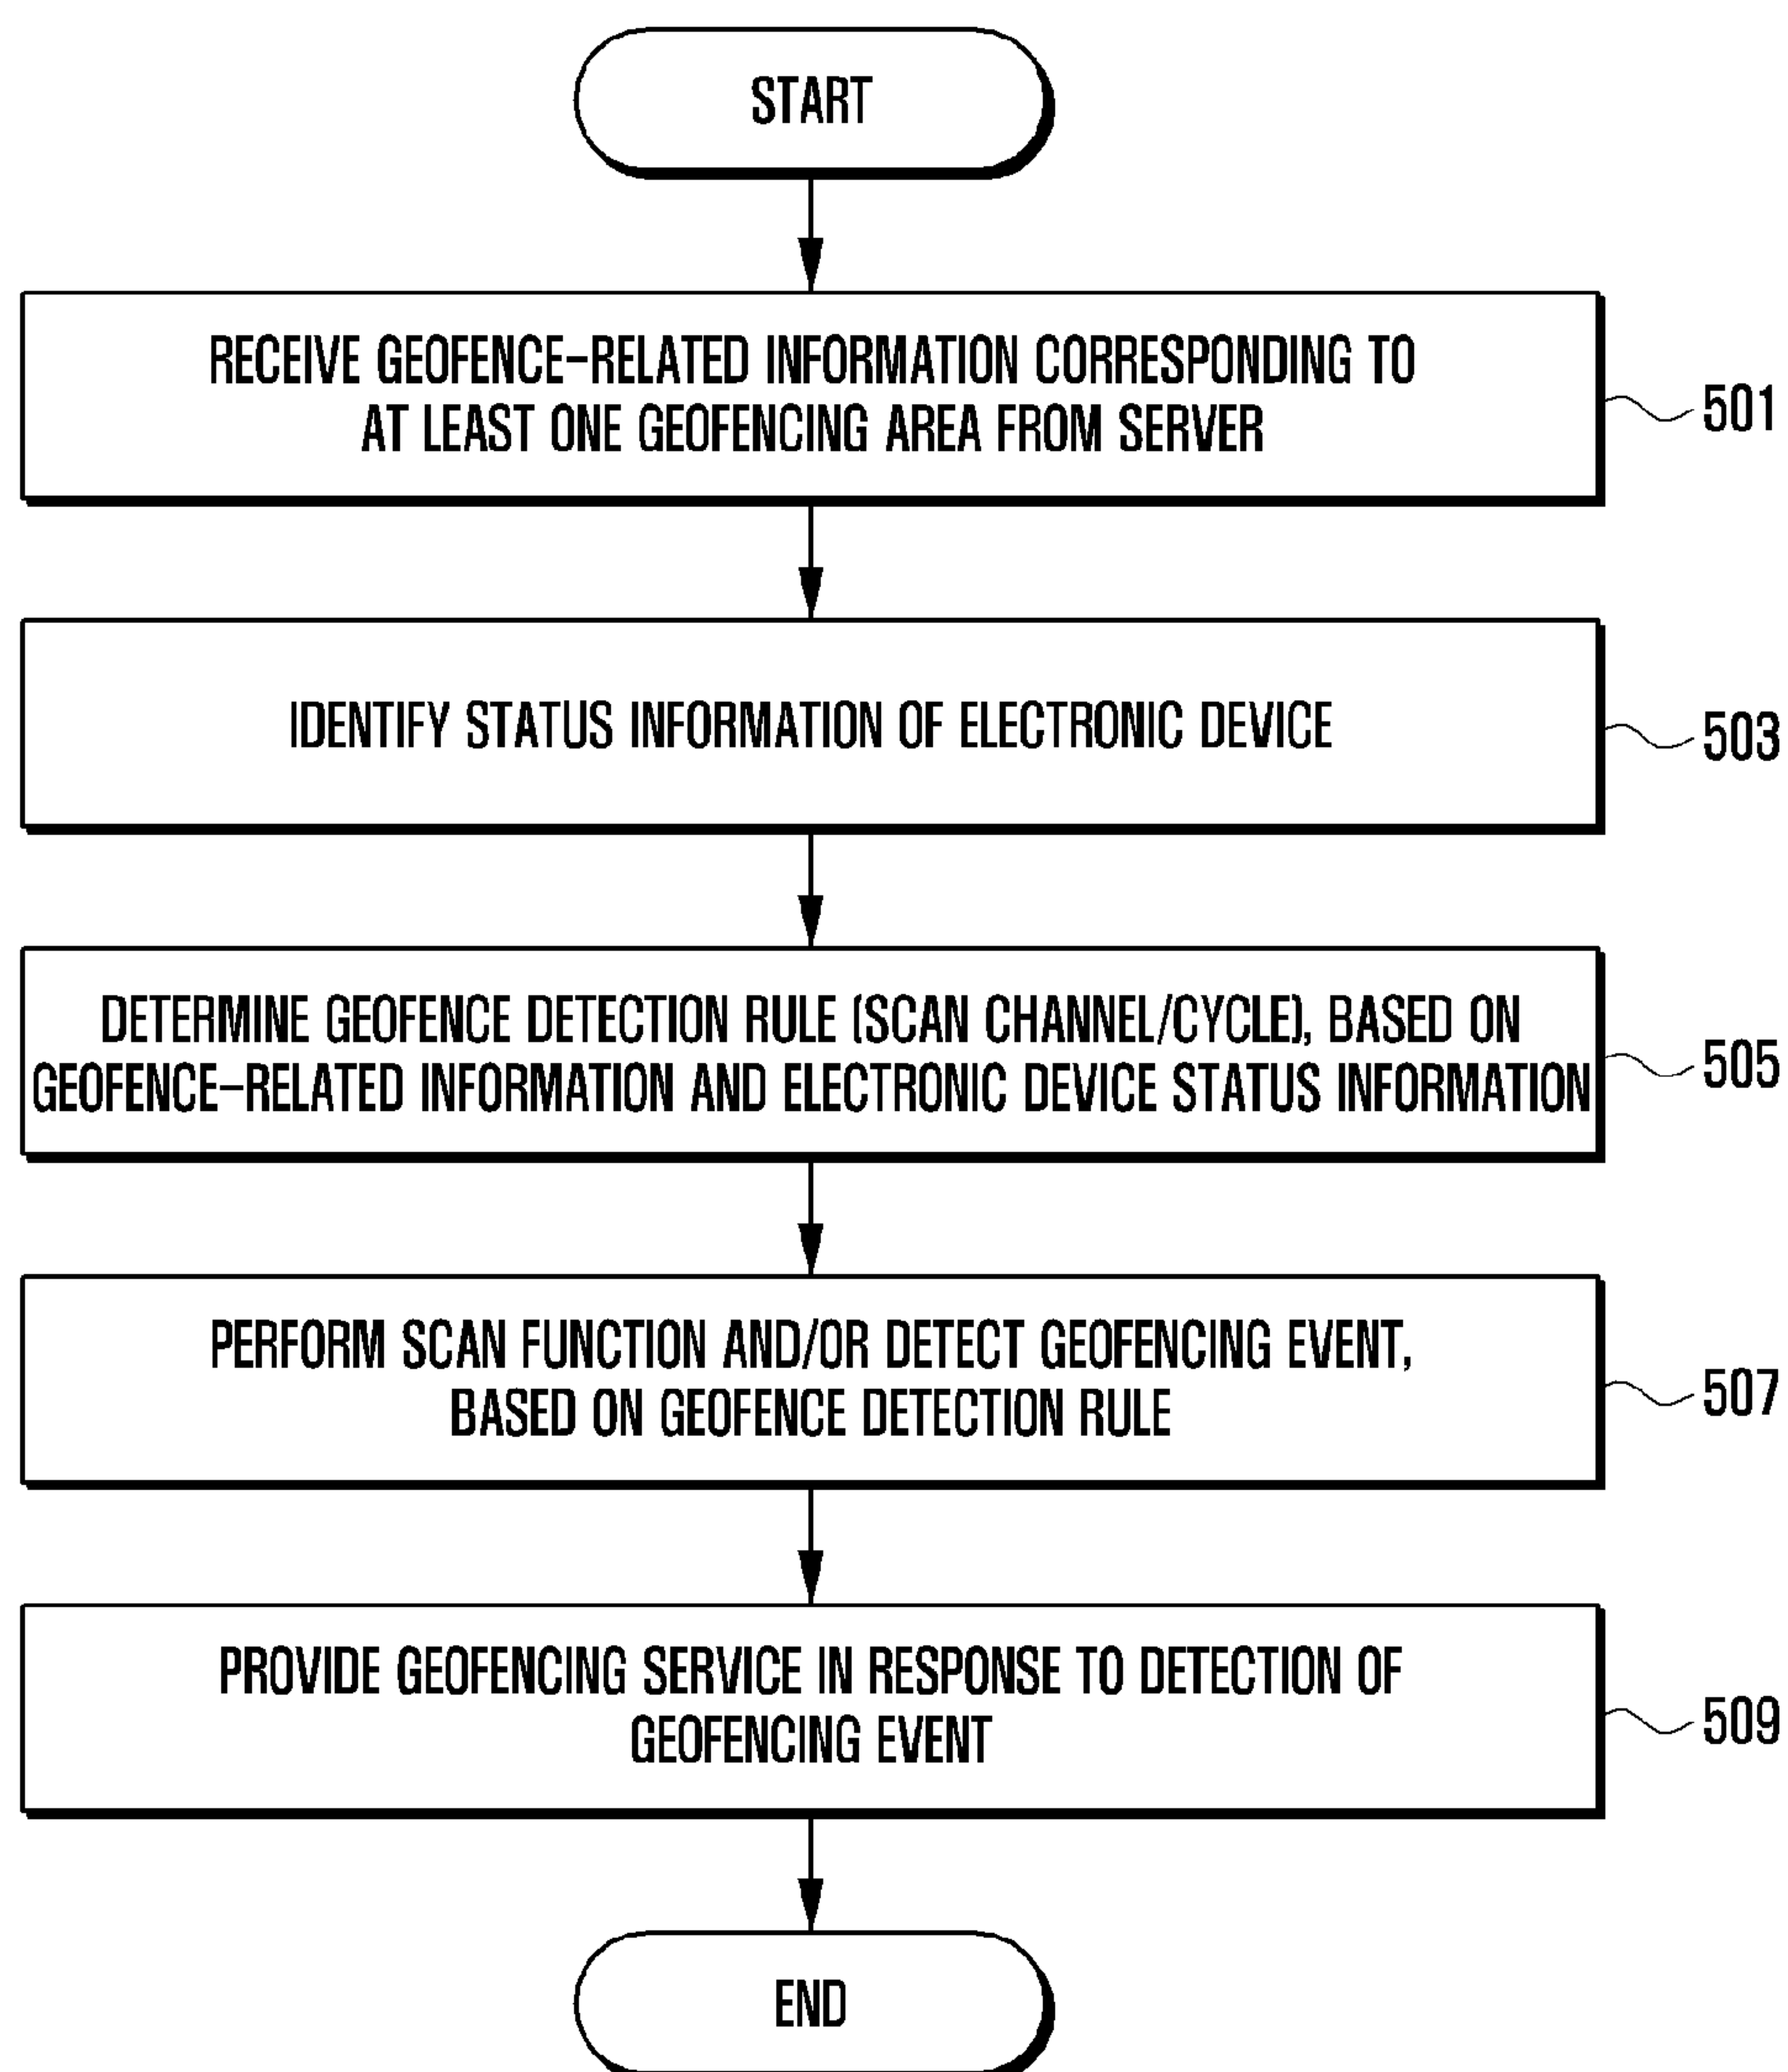 START
RECEIVE GEOFENCE-RELATED INFORMATION CORRESPONDING TO
AT LEAST ONE GEOFENCING AREA FROM SERVER
501
IDENTIFY STATUS INFORMATION OF ELECTRONIC DEVICE
503
DETERMINE GEOFENCE DETECTION RULE (SCAN CHANNEL/CYCLE), BASED ON
GEOFENCE-RELATED INFORMATION AND ELECTRONIC DEVICE STATUS INFORMATION
505
PERFORM SCAN FUNCTION AND/OR DETECT GEOFENCING EVENT,
BASED ON GEOFENCE DETECTION RULE
507
PROVIDE GEOFENCING SERVICE IN RESPONSE TO DETECTION OF
GEOFENCING EVENT
509
END